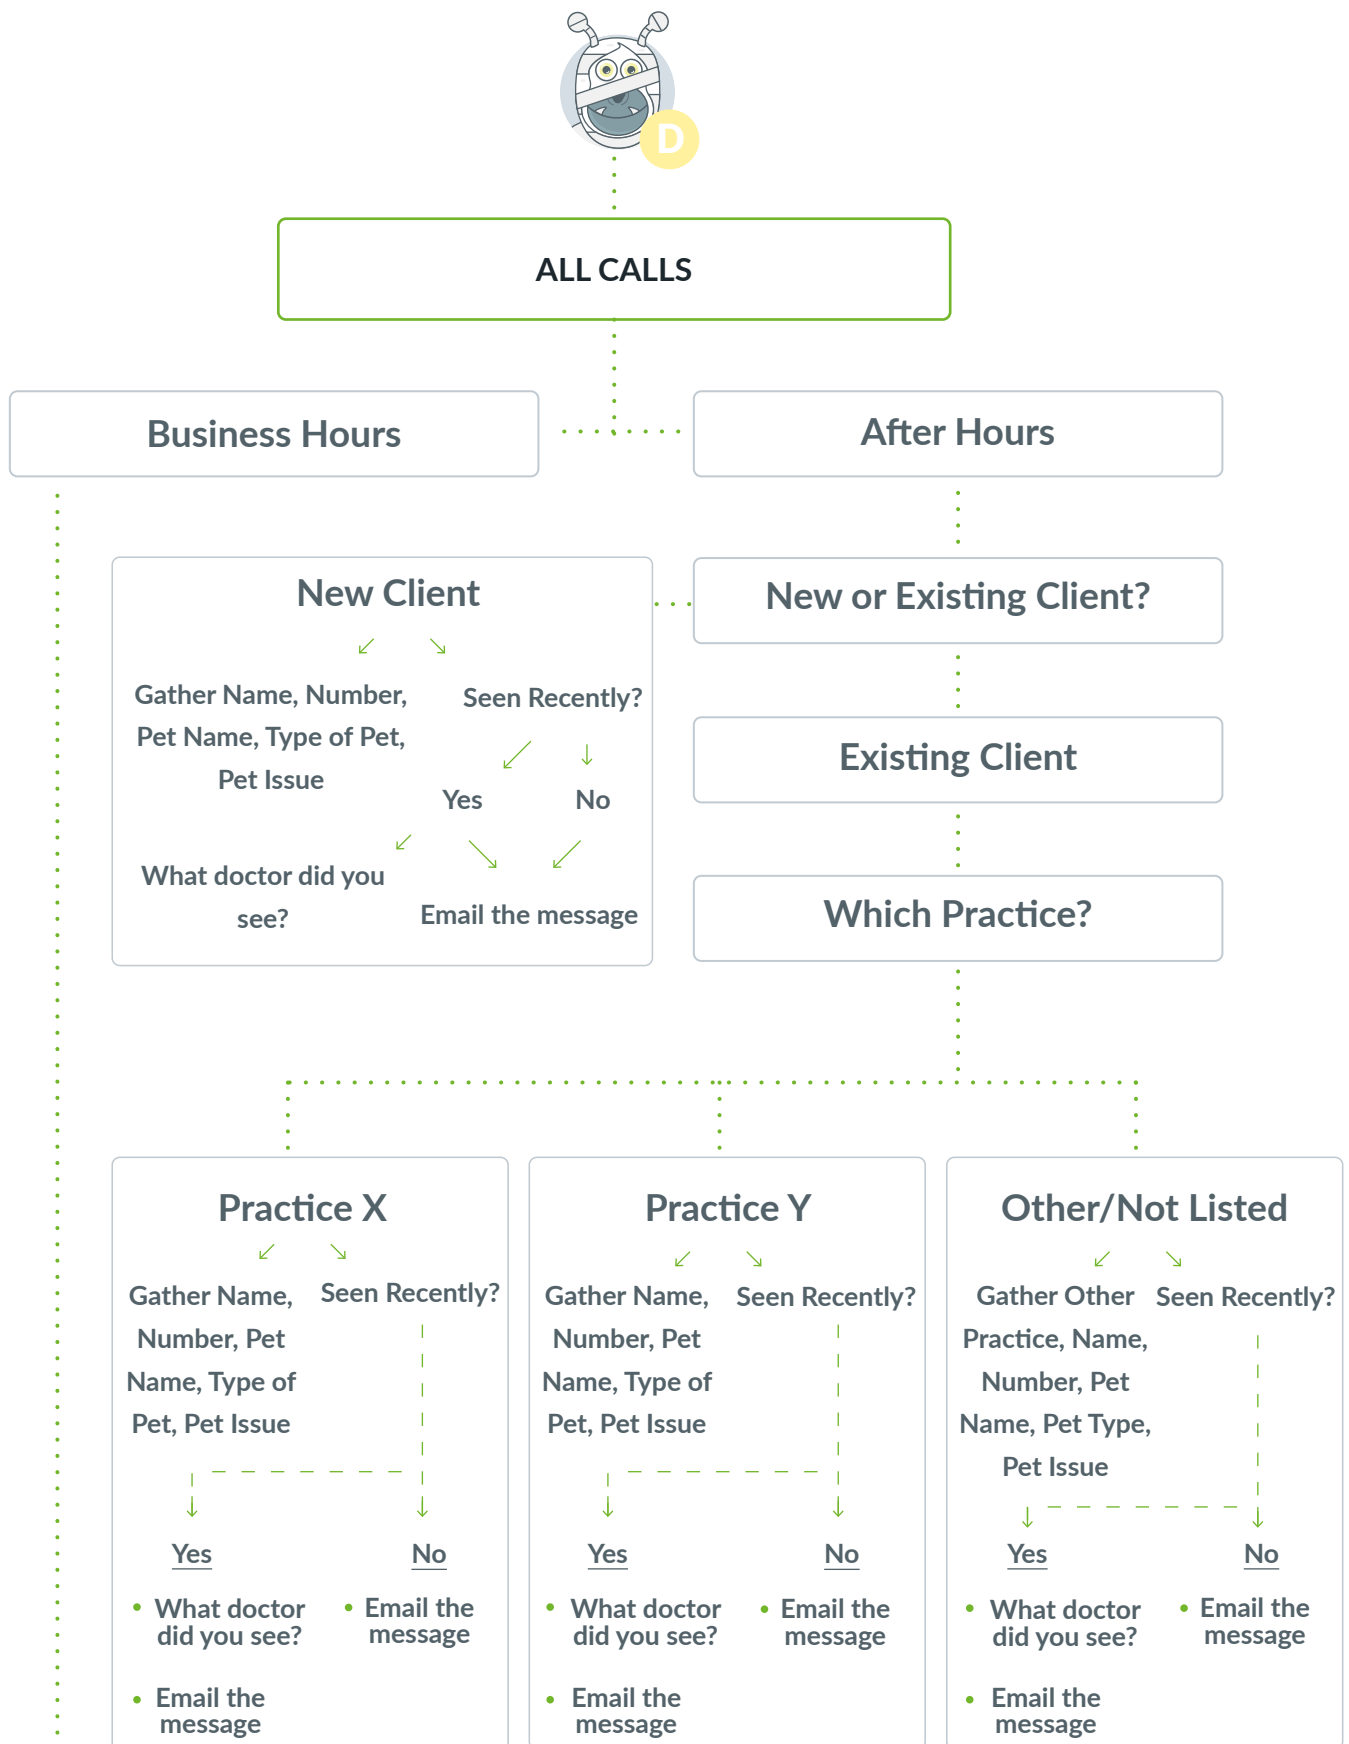 D
ALL CALLS
Business Hours
After Hours
New Client
Gather Name, Number,
Pet Name, Type of Pet,
Pet Issue
Seen Recently?
Yes
No
What doctor did you
see?
Email the message
New or Existing Client?
Existing Client
Which Practice?
Practice X
Gather Name,
Number, Pet
Name, Type of
Pet, Pet Issue
Seen Recently?
Yes
What doctor
did you see?
Email the
message
No
Email the
message
Practice Y
Gather Name,
Number, Pet
Name, Type of
Pet, Pet Issue
Seen Recently?
Yes
What doctor
did you see?
Email the
message
No
Email the
message
Other/Not Listed
Gather Other
Practice, Name,
Number, Pet
Name, Pet Type,
Pet Issue
Seen Recently?
Yes
What doctor
did you see?
Email the
message
No
Email the
message